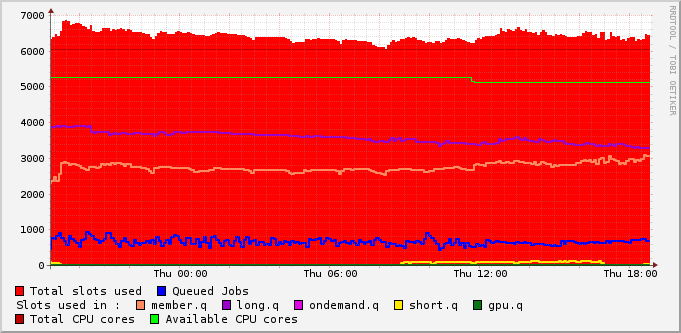 RRDTOOL / TOBI OETIKER
7000
6000
5000
4000
3000
2000
1000
0
Thu 00:00 Thu 06:00 Thu 12:00 Thu 18:00
Total slots used Queued Jobs
Slots used in : member.q long.q ondemand.q short.q gpu.q
Total CPU cores Available CPU cores